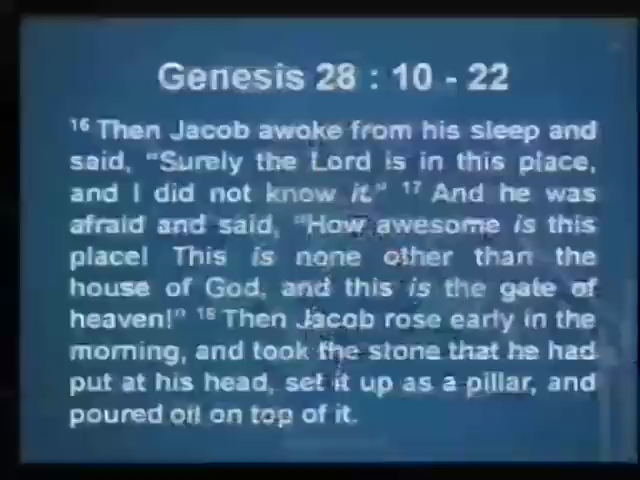 Genesis 28 : 10 - 22
¹⁶ Then Jacob awoke from his sleep and
said, "Surely the Lord is in this place,
and I did not know it." ¹⁷ And he was
afraid and said, "How awesome is this
place! This is none other than the
house of God, and this is the gate of
heaven!" ¹⁸ Then Jacob rose early in the
morning, and took the stone that he had
put at his head, set it up as a pillar, and
poured oil on top of it.